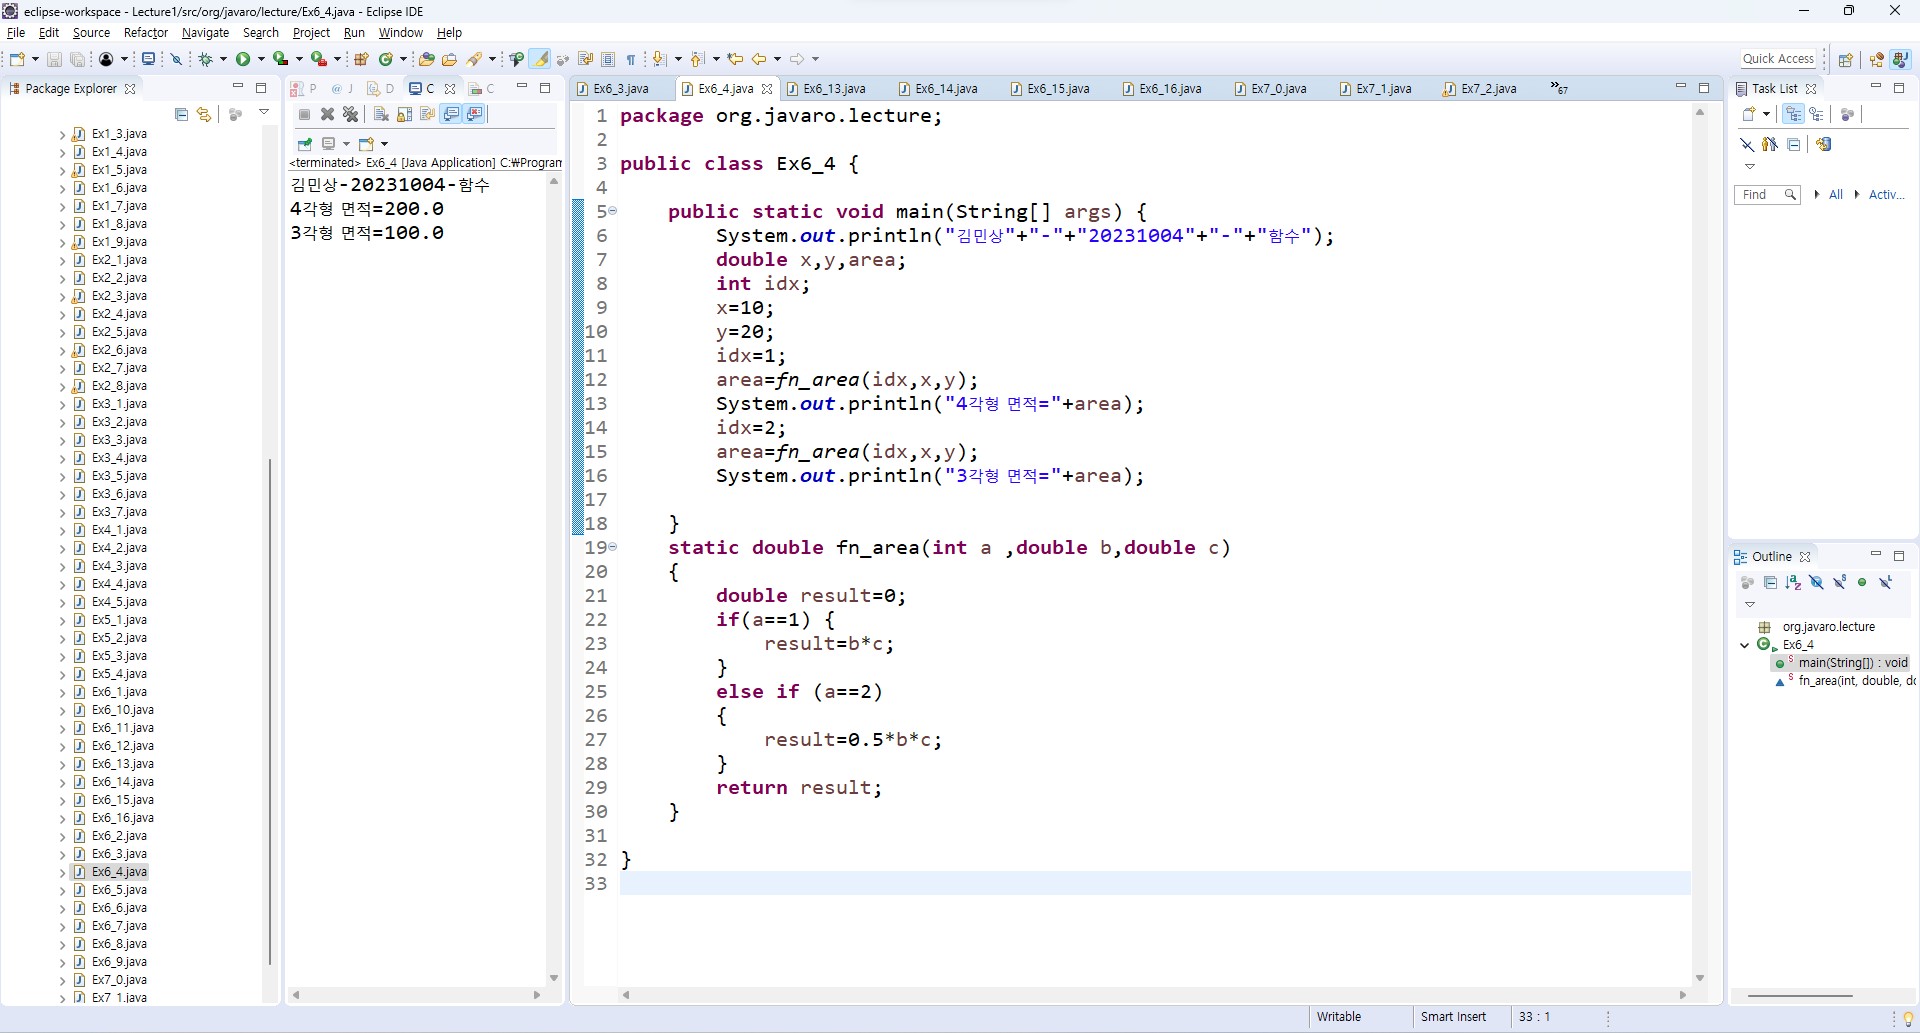 eclipse-workspace - Lecture1/src/org/javaro/lecture/Ex6_4.java - Eclipse IDE
File Edit Source Refactor Navigate Search Project Run Window Help
Quick Access
Package Explorer
Ex1_3.java
Ex1_4.java
Ex1_5.java
Ex1_6.java
Ex1_7.java
Ex1_8.java
Ex1_9.java
Ex2_1.java
Ex2_2.java
Ex2_3.java
Ex2_4.java
Ex2_5.java
Ex2_6.java
Ex2_7.java
Ex2_8.java
Ex3_1.java
Ex3_2.java
Ex3_3.java
Ex3_4.java
Ex3_5.java
Ex3_6.java
Ex3_7.java
Ex4_1.java
Ex4_2.java
Ex4_3.java
Ex4_4.java
Ex4_5.java
Ex5_1.java
Ex5_2.java
Ex5_3.java
Ex5_4.java
Ex6_1.java
Ex6_10.java
Ex6_11.java
Ex6_12.java
Ex6_13.java
Ex6_14.java
Ex6_15.java
Ex6_16.java
Ex6_2.java
Ex6_3.java
Ex6_4.java
Ex6_5.java
Ex6_6.java
Ex6_7.java
Ex6_8.java
Ex6_9.java
Ex7_0.java
Ex7_1.java
P @ J D C C
<terminated> Ex6_4 [Java Application] C:₩Program
김민상-20231004-함수
4각형 면적=200.0
3각형 면적=100.0
Ex6_3.java Ex6_4.java Ex6_13.java Ex6_14.java Ex6_15.java Ex6_16.java Ex7_0.java Ex7_1.java Ex7_2.java »67
1 package org.javaro.lecture;
2
3 public class Ex6_4 {
4
5 public static void main(String[] args) {
6 System.out.println("김민상"+"-"+"20231004"+"-"+"함수");
7 double x,y,area;
8 int idx;
9 x=10;
10 y=20;
11 idx=1;
12 area=fn_area(idx,x,y);
13 System.out.println("4각형 면적="+area);
14 idx=2;
15 area=fn_area(idx,x,y);
16 System.out.println("3각형 면적="+area);
17
18 }
19 static double fn_area(int a ,double b,double c)
20 {
21 double result=0;
22 if(a==1) {
23 result=b*c;
24 }
25 else if (a==2)
26 {
27 result=0.5*b*c;
28 }
29 return result;
30 }
31
32 }
33
Task List
Find All Activ...
Outline
org.javaro.lecture
Ex6_4
main(String[]) : void
fn_area(int, double, do
Writable Smart Insert 33 : 1